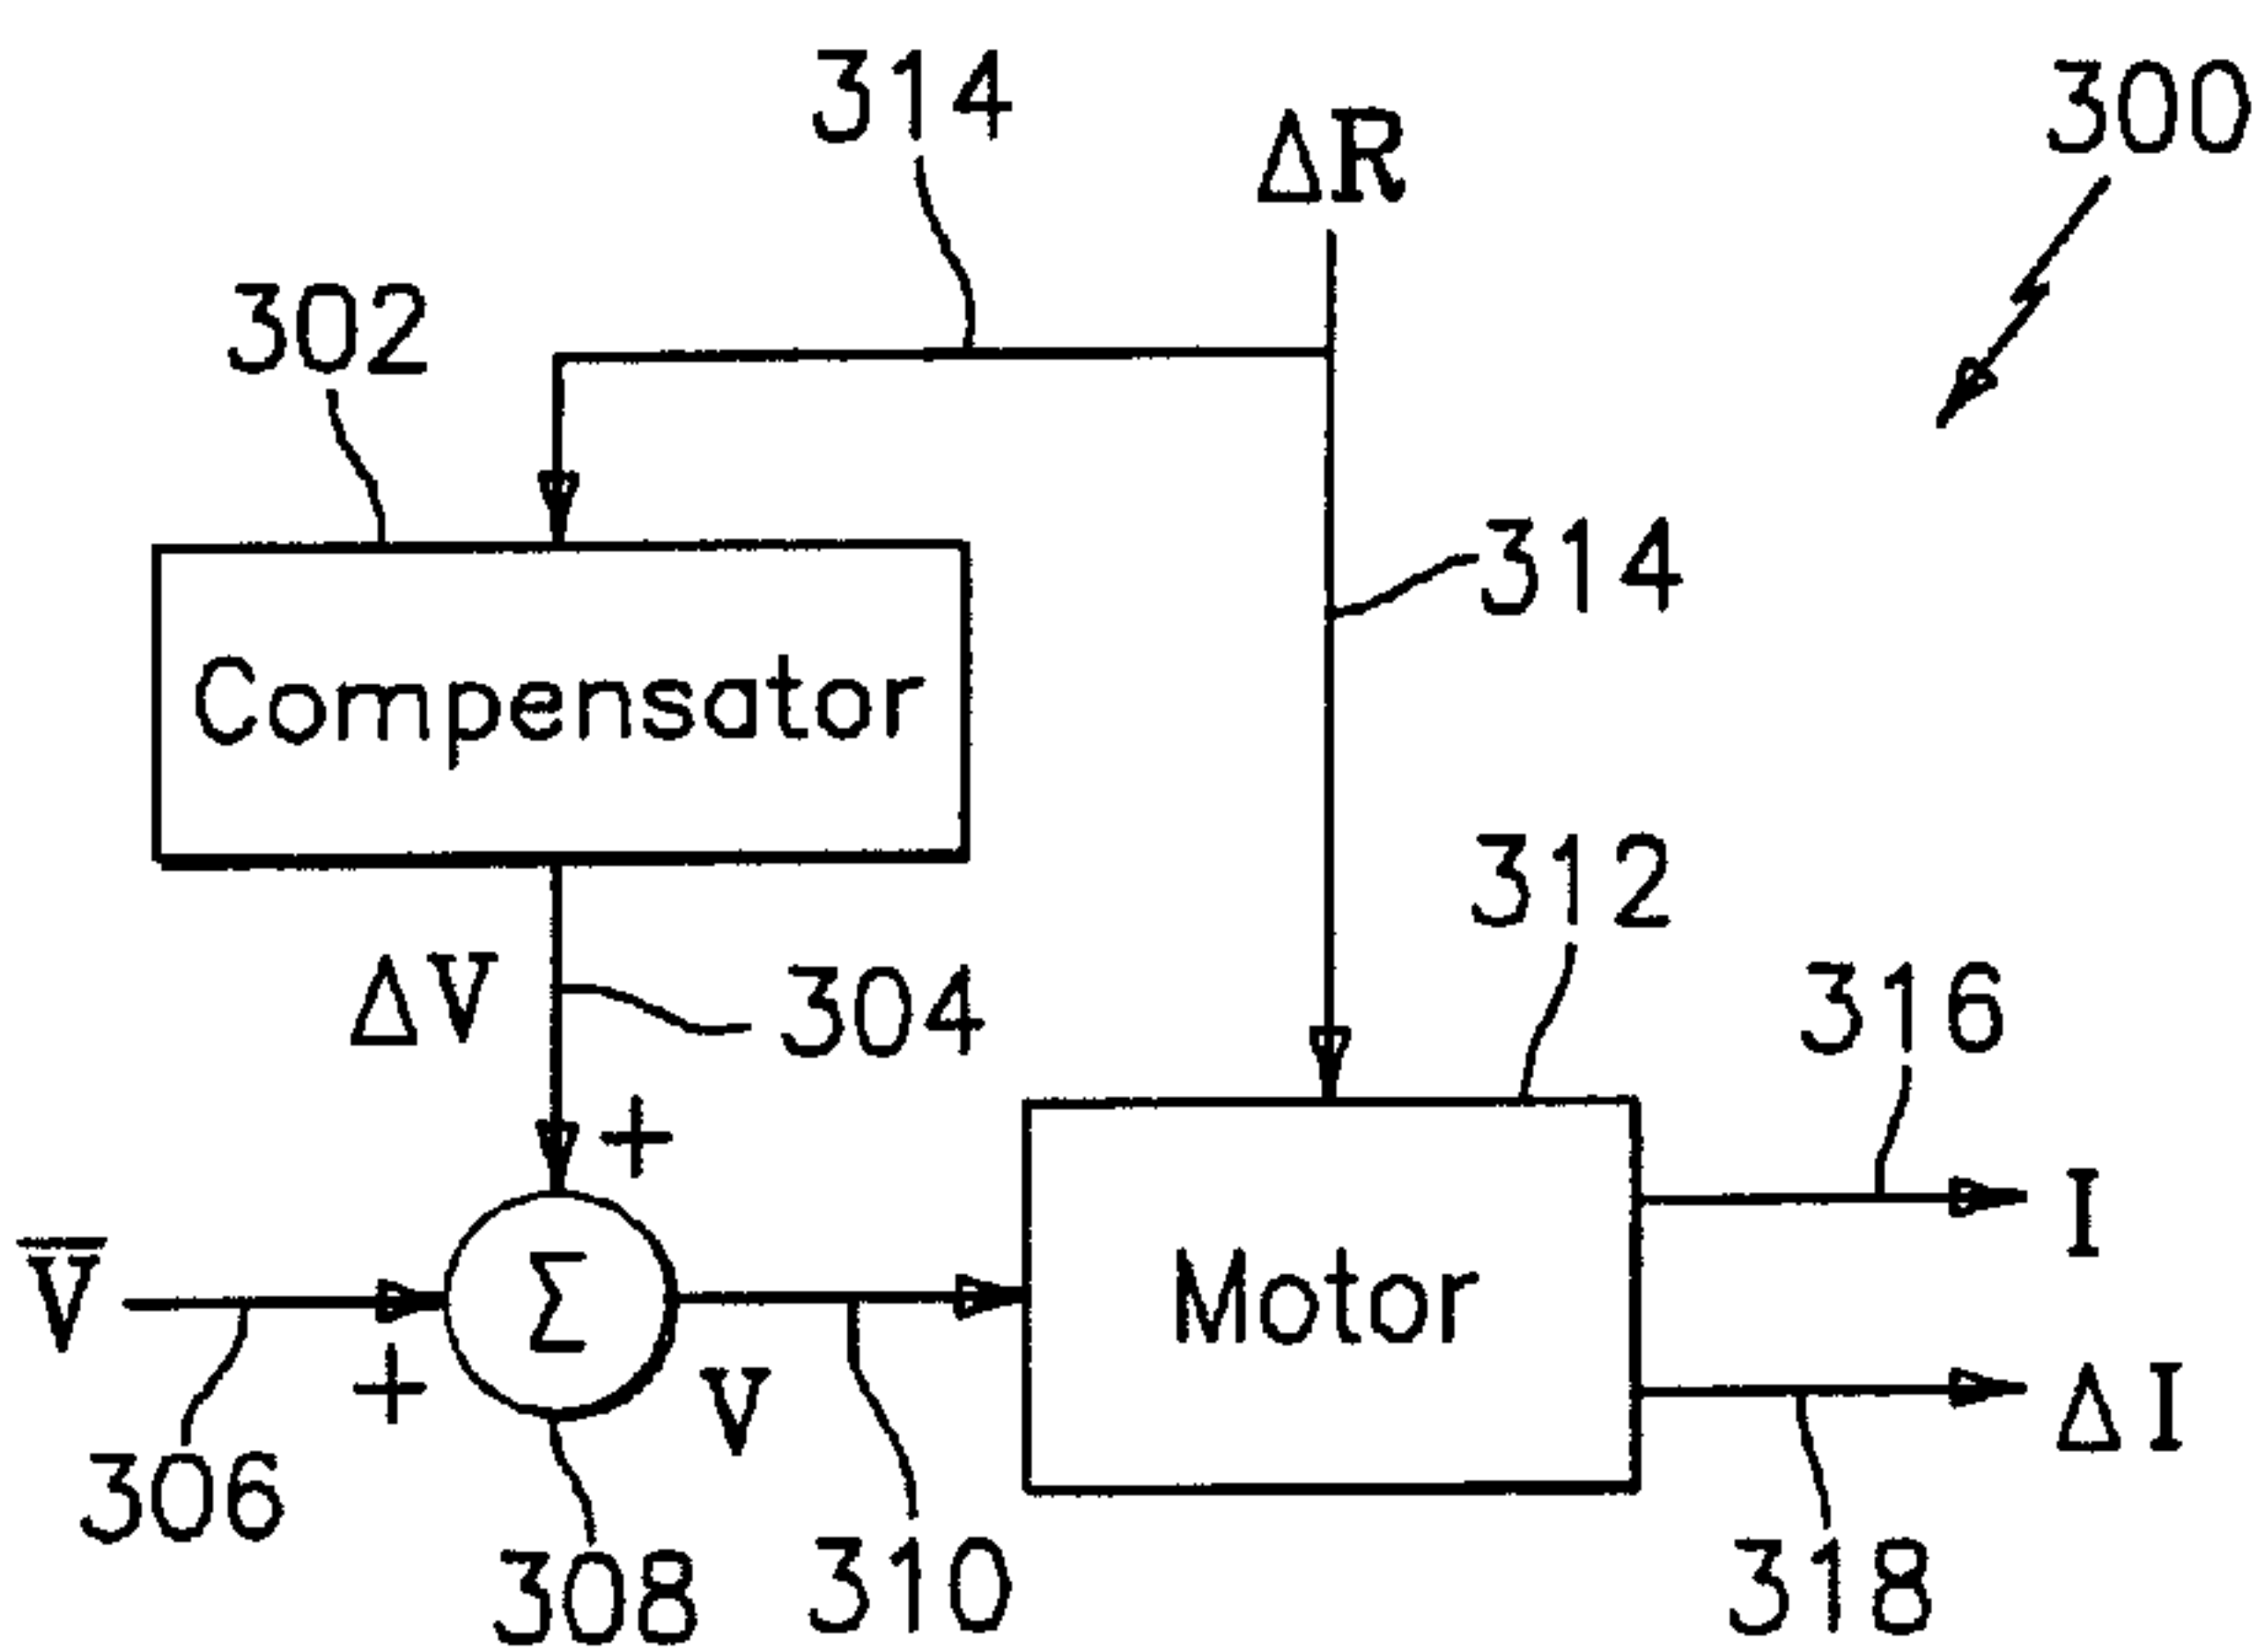 314
ΔR
300
302
314
Compensator
312
ΔV
304
316
+
I
V̅
Σ
Motor
+
V
ΔI
306
308
310
318